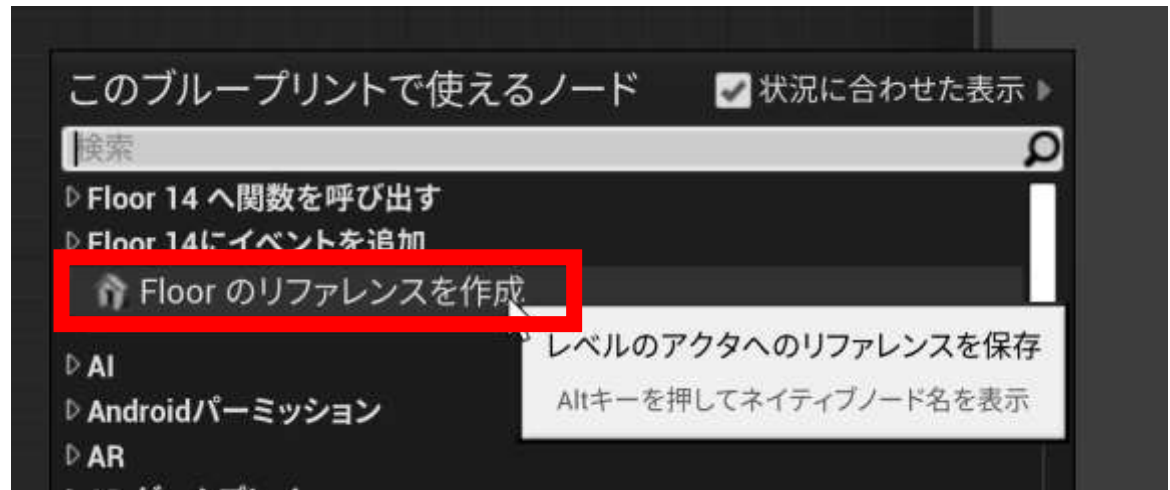 このブループリントで使えるノード 状況に合わせた表示
検索
Floor 14 へ関数を呼び出す
Floor 14にイベントを追加
Floor のリファレンスを作成
レベルのアクタへのリファレンスを保存
Altキーを押してネイティブノード名を表示
AI
Androidパーミッション
AR